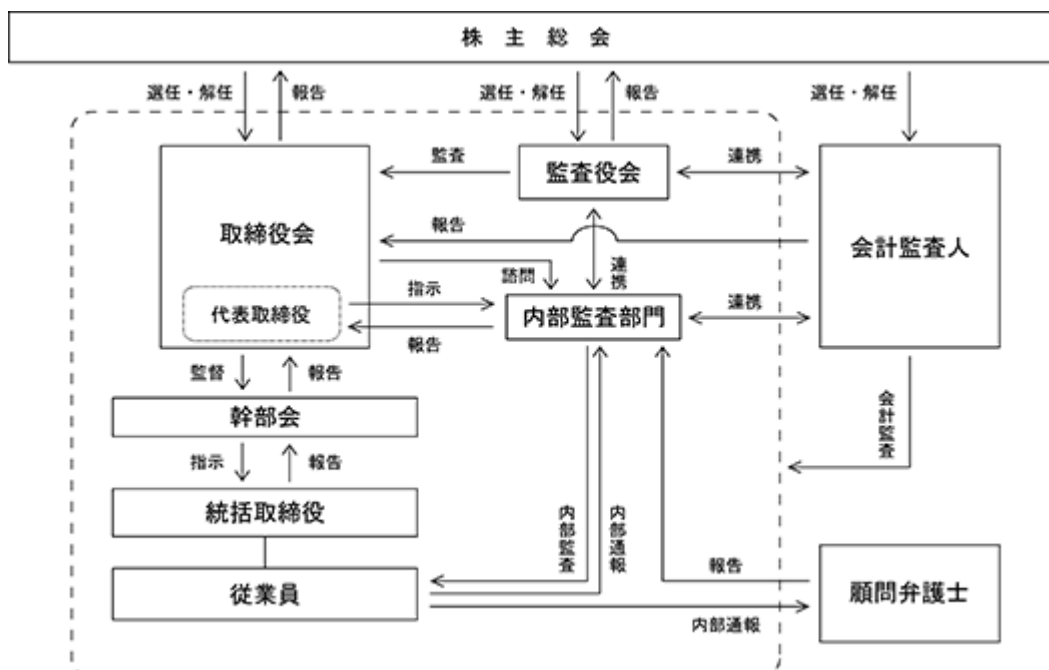 株主総会
選任・解任
報告
選任・解任
報告
選任・解任
取締役会
監査
監査役会
連携
会計監査人
報告
諮問
連携
代表取締役
指示
内部監査部門
連携
報告
監督
報告
幹部会
会計監査
指示
報告
統括取締役
内部監査
内部通報
従業員
報告
顧問弁護士
内部通報